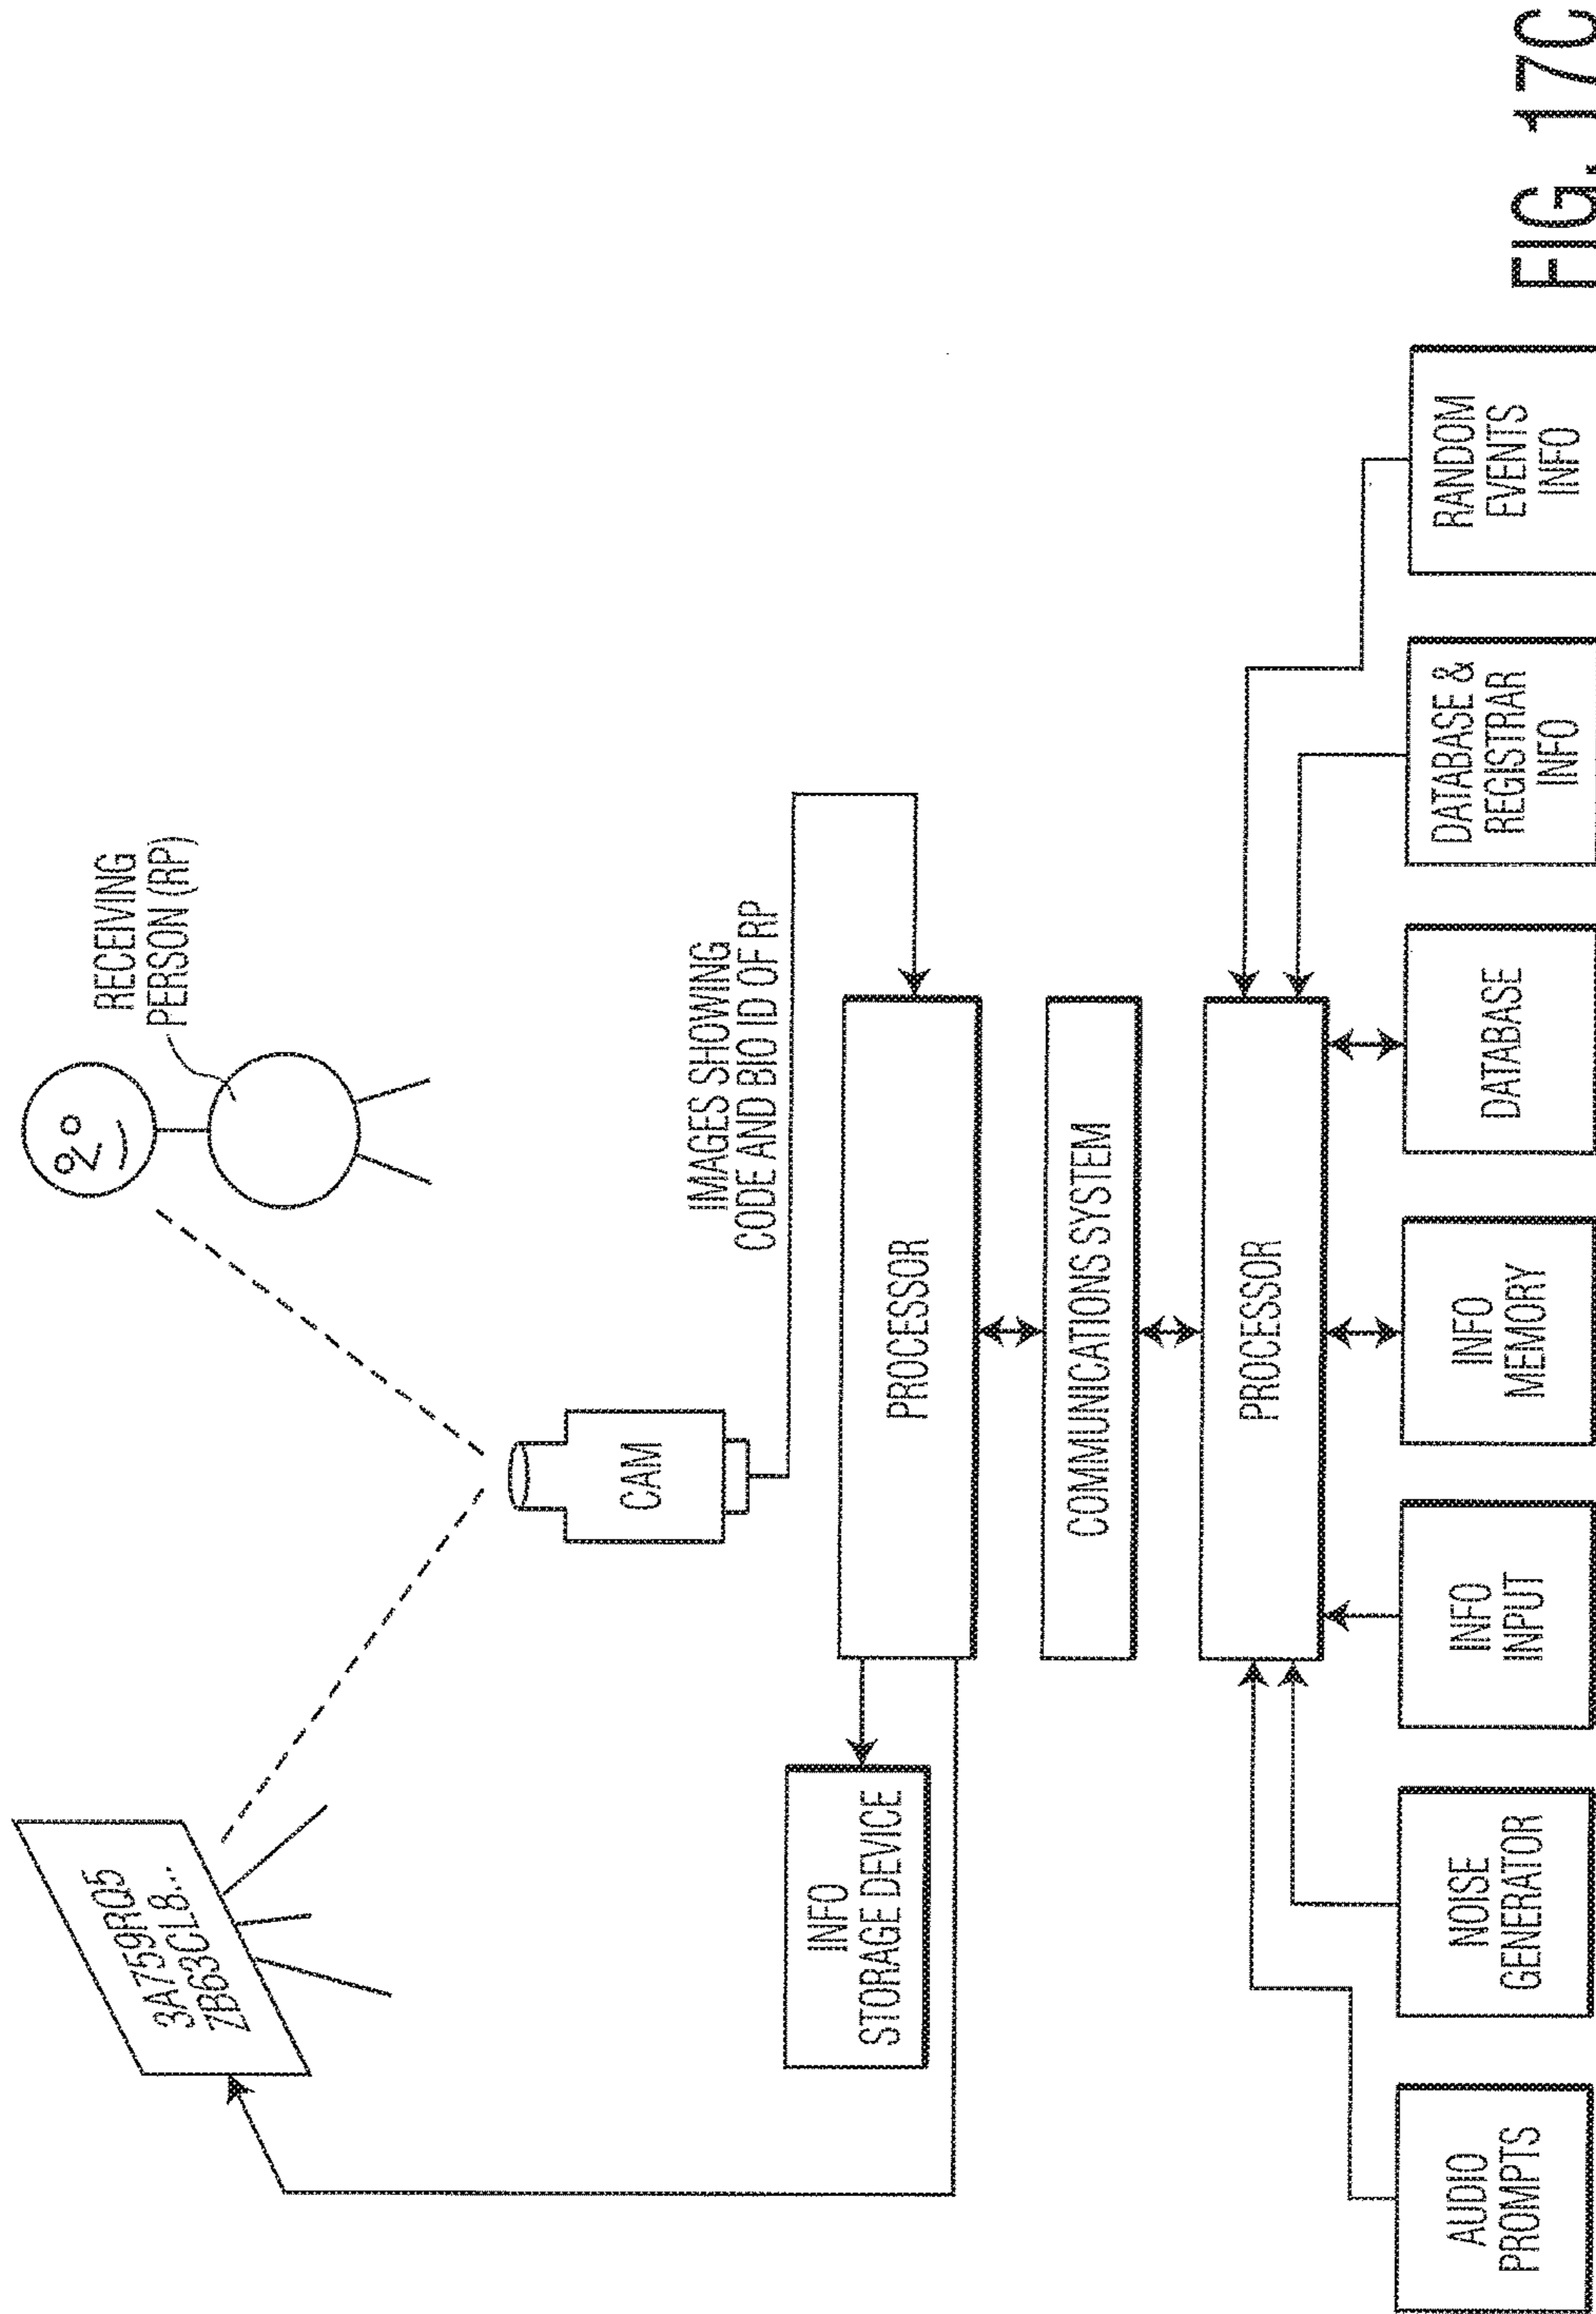 3A759RQ5
ZB63CL8...
RECEIVING
PERSON (RP)
CAM
IMAGES SHOWING
CODE AND BIO ID OF RP
INFO
STORAGE DEVICE
PROCESSOR
COMMUNICATIONS SYSTEM
PROCESSOR
AUDIO
PROMPTS
NOISE
GENERATOR
INFO
INPUT
INFO
MEMORY
DATABASE
DATABASE &
REGISTRAR
INFO
RANDOM
EVENTS
INFO
FIG. 17C